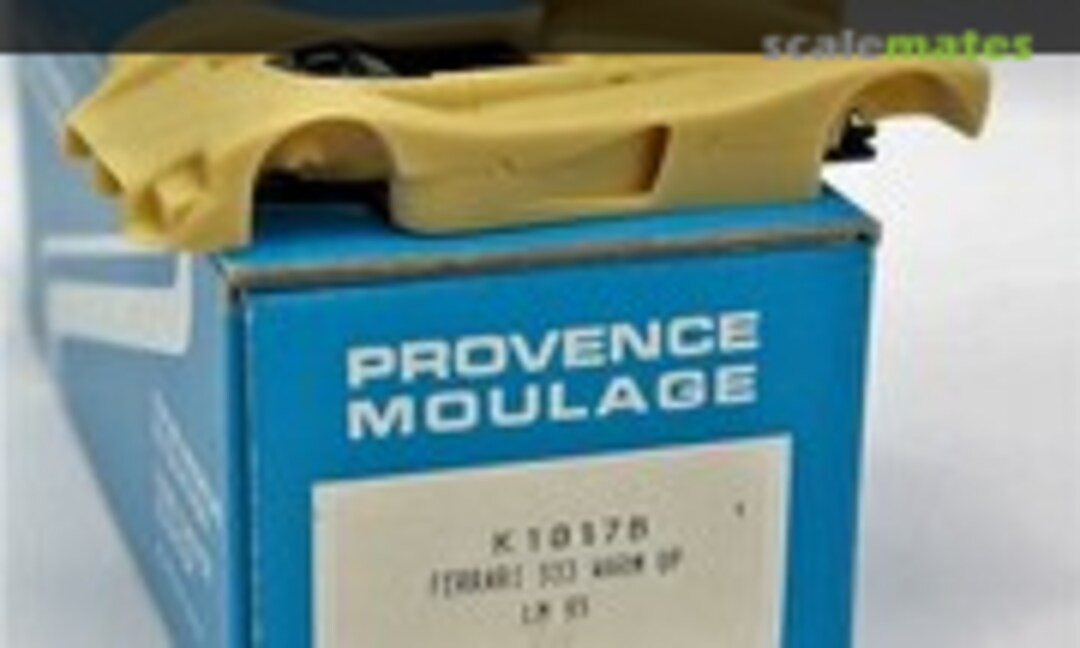 scalemates
PROVENCE
MOULAGE
K1017B
FERRARI 333 WARM UP
LM 95